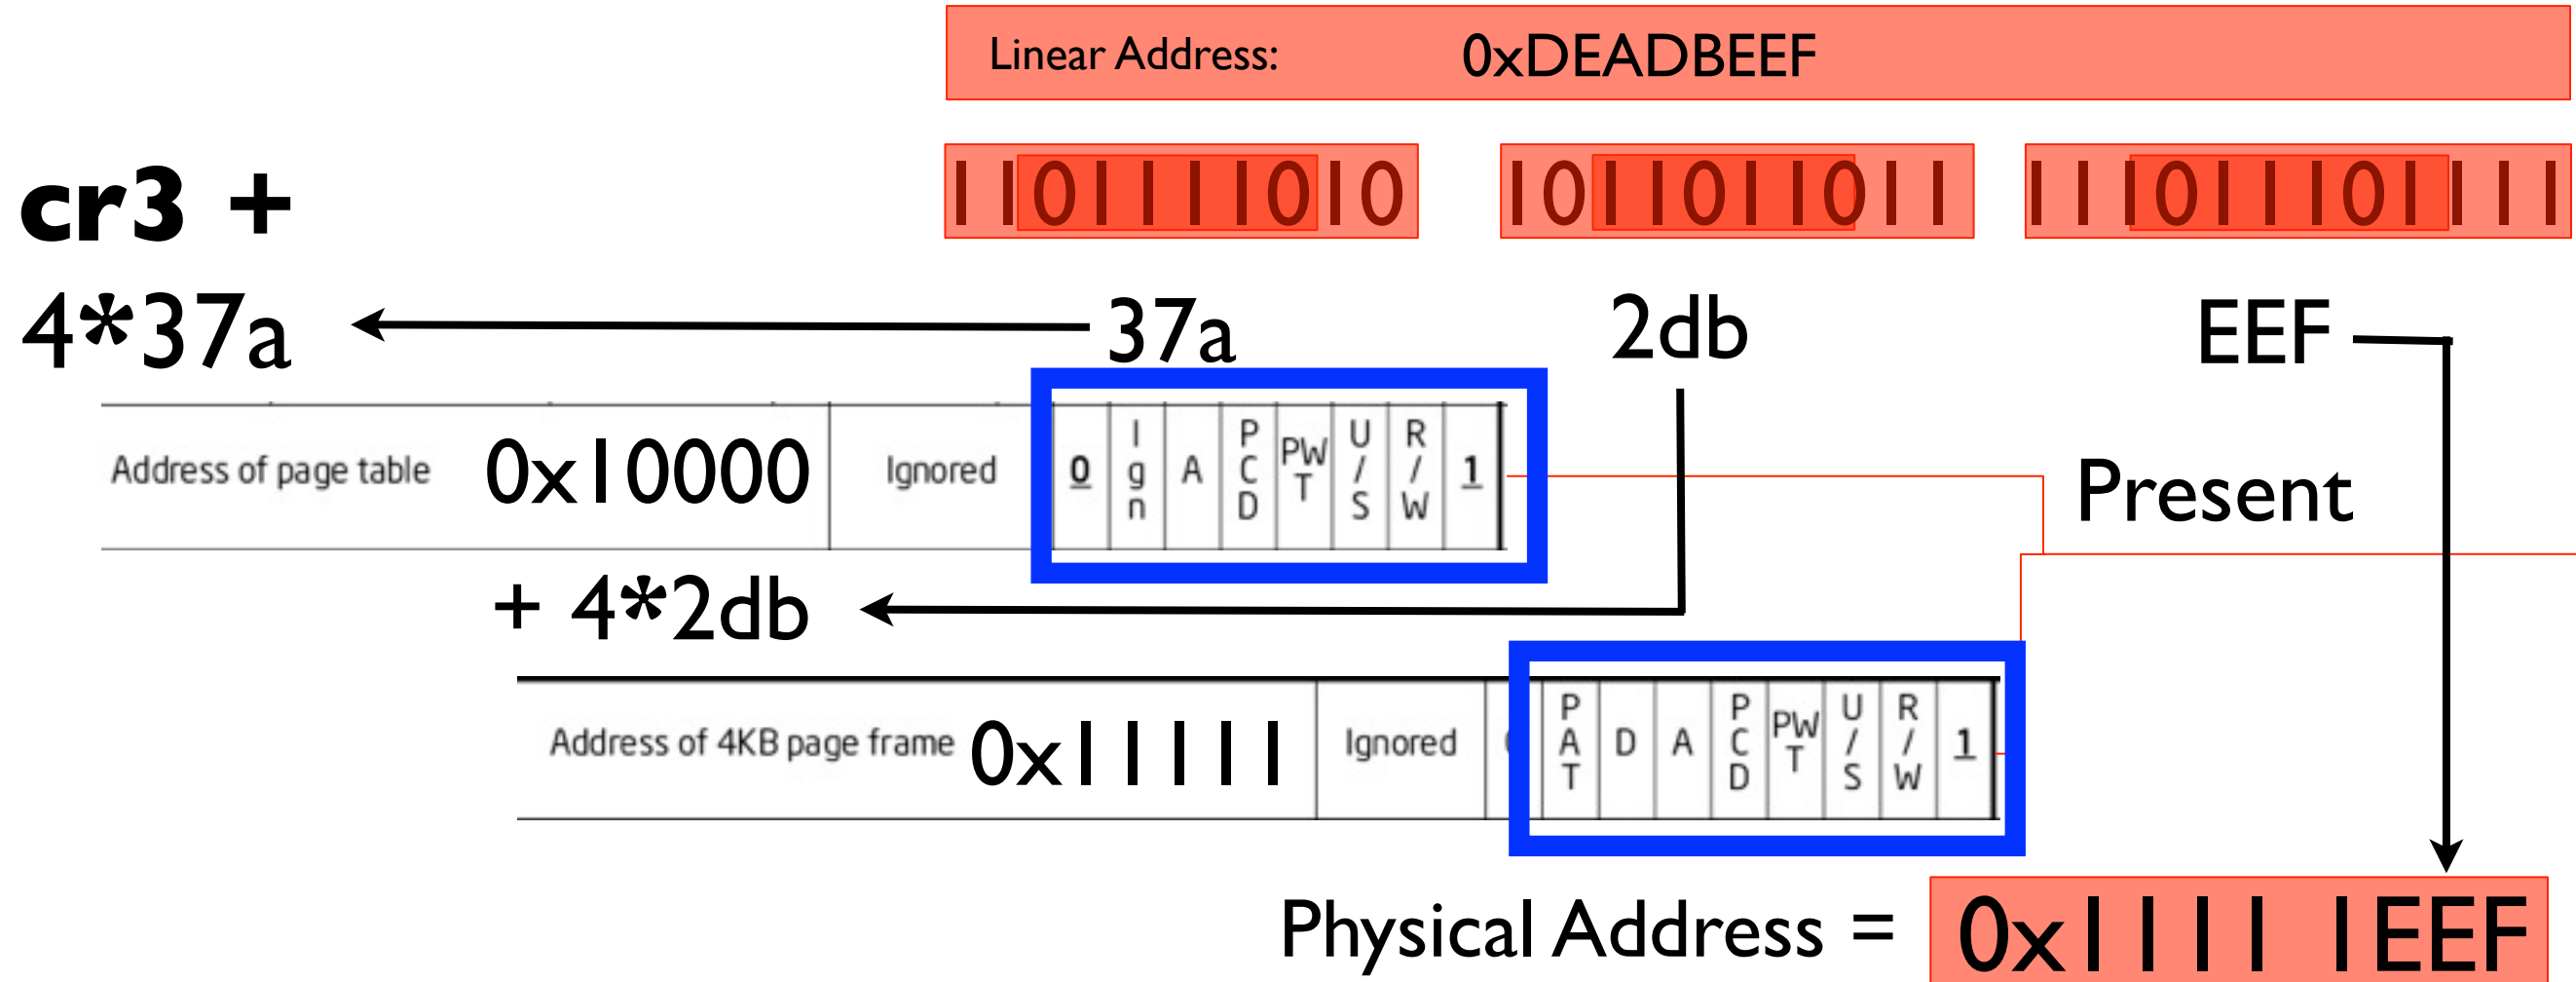 Linear Address: 0xDEADBEEF
cr3 +
1101111010 1011011011 111011101111
4*37a 37a 2db EEF
Address of page table 0x10000 Ignored 0 Ign A PCD PWT U/S R/W 1 Present
+ 4*2db
Address of 4KB page frame 0x11111 Ignored PAT D A PCD PWT U/S R/W 1
Physical Address = 0x1111 1EEF